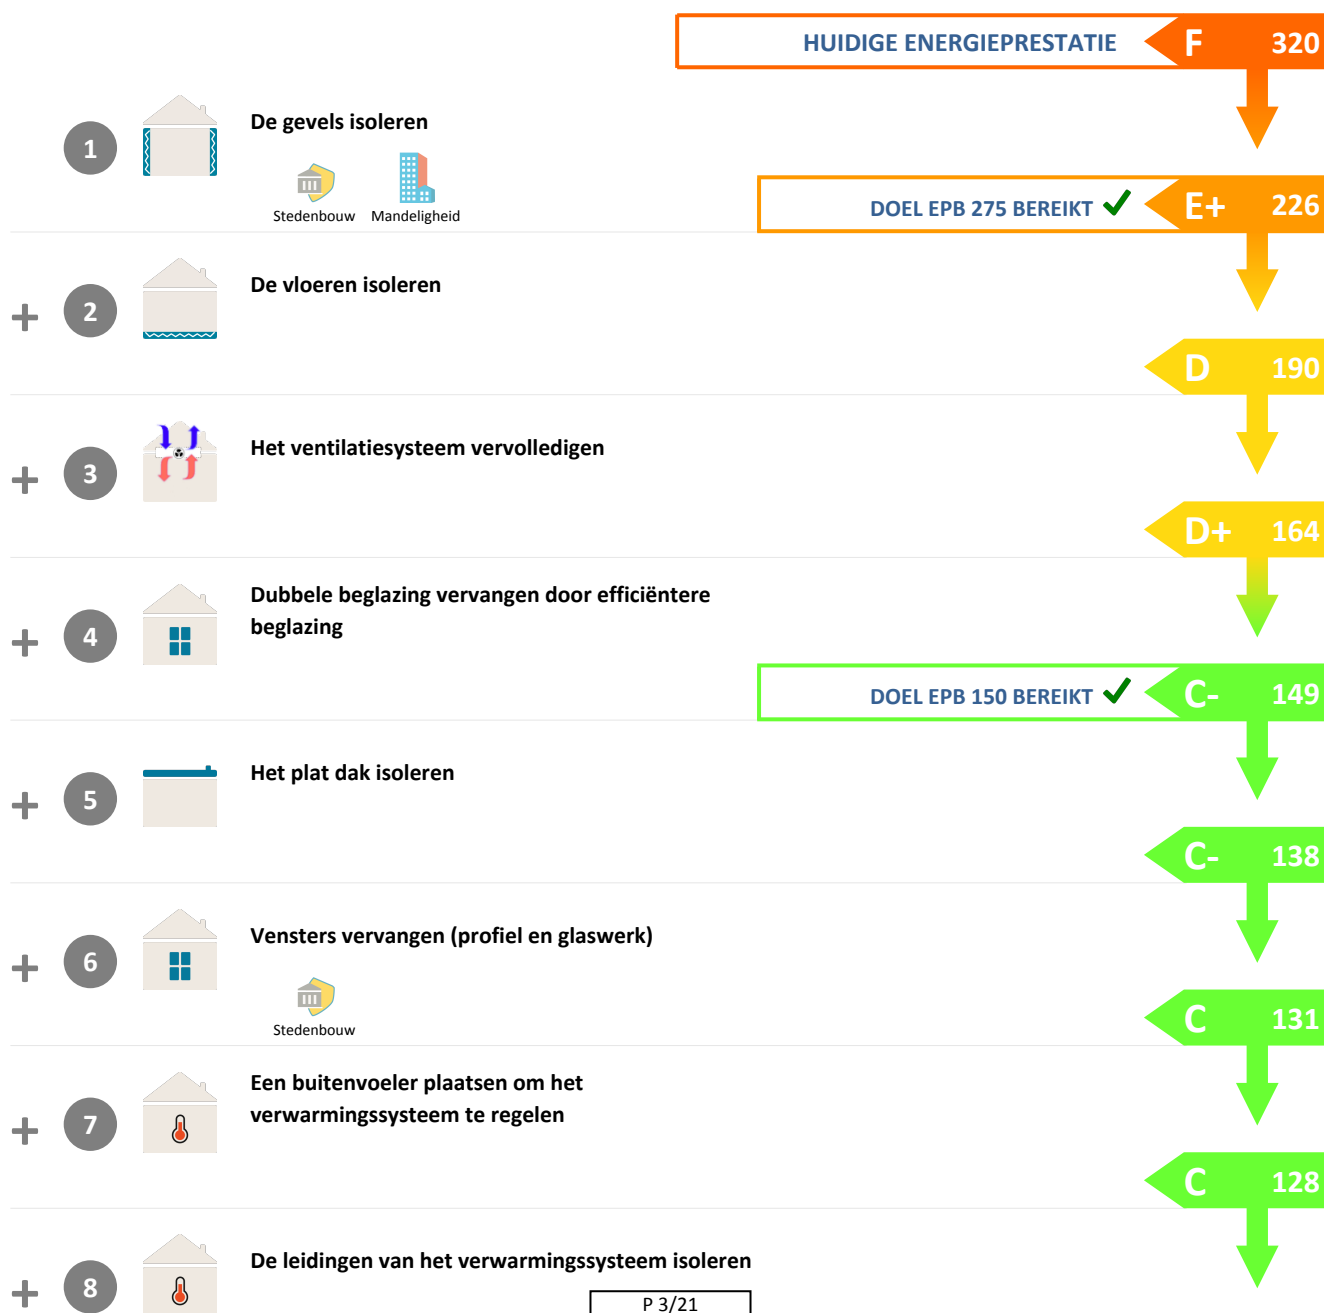 HUIDIGE ENERGIEPRESTATIE F 320
1 De gevels isoleren
Stedenbouw Mandeligheid
DOEL EPB 275 BEREIKT E+ 226
+ 2 De vloeren isoleren
D 190
+ 3 Het ventilatiesysteem vervolledigen
D+ 164
+ 4 Dubbele beglazing vervangen door efficiëntere
beglazing
DOEL EPB 150 BEREIKT C- 149
+ 5 Het plat dak isoleren
C- 138
+ 6 Vensters vervangen (profiel en glaswerk)
Stedenbouw
C 131
+ 7 Een buitenvoeler plaatsen om het
verwarmingssysteem te regelen
C 128
+ 8 De leidingen van het verwarmingssysteem isoleren
P 3/21